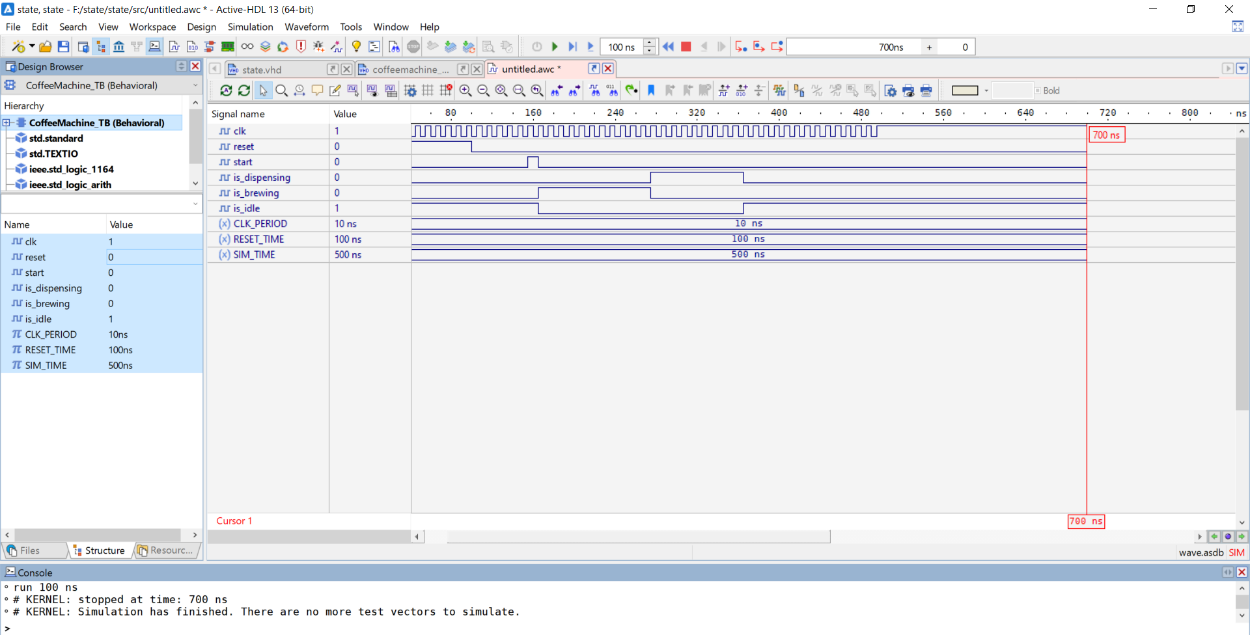 state, state - F:/state/state/src/untitled.awc * - Active-HDL 13 (64-bit)
File Edit Search View Workspace Design Simulation Waveform Tools Window Help
100 ns 700ns + 0
Design Browser
state.vhd coffeemachine_... untitled.awc *
CoffeeMachine_TB (Behavioral)
Bold
Hierarchy
CoffeeMachine_TB (Behavioral)
std.standard
std.TEXTIO
ieee.std_logic_1164
ieee.std_logic_arith
Name Value
clk 1
reset 0
start 0
is_dispensing 0
is_brewing 0
is_idle 1
CLK_PERIOD 10ns
RESET_TIME 100ns
SIM_TIME 500ns
Signal name Value 80 160 240 320 400 480 560 640 720 800 ns
clk 1
700 ns
reset 0
start 0
is_dispensing 0
is_brewing 0
is_idle 1
CLK_PERIOD 10 ns 10 ns
RESET_TIME 100 ns 100 ns
SIM_TIME 500 ns 500 ns
Cursor 1 700 ns
Files Structure Resourc...
wave.asdb SIM
Console
run 100 ns
# KERNEL: stopped at time: 700 ns
# KERNEL: Simulation has finished. There are no more test vectors to simulate.
>